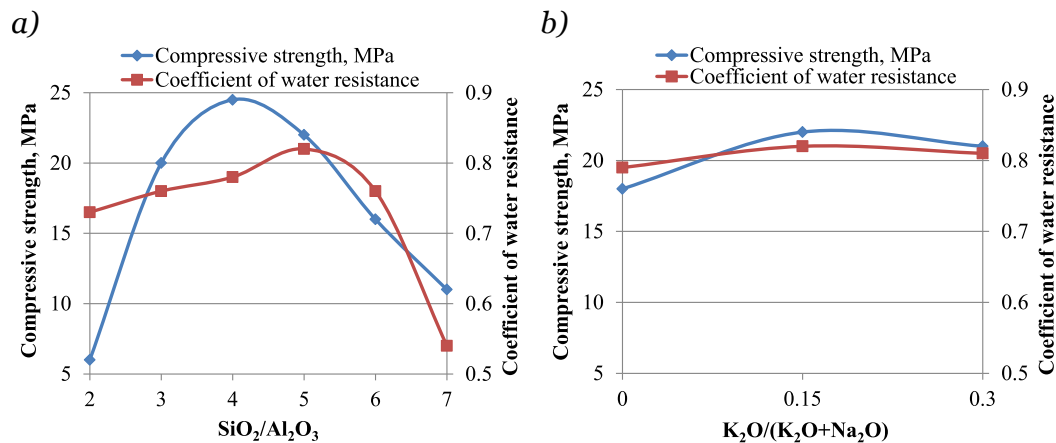 a)
Compressive strength, MPa
Coefficient of water resistance
25
20
15
10
5
Compressive strength, MPa
0.9
0.8
0.7
0.6
0.5
Coefficient of water resistance
2 3 4 5 6 7
SiO₂/Al₂O₃
b)
Compressive strength, MPa
Coefficient of water resistance
25
20
15
10
5
Compressive strength, MPa
0.9
0.8
0.7
0.6
0.5
Coefficient of water resistance
0 0.15 0.3
K₂O/(K₂O+Na₂O)